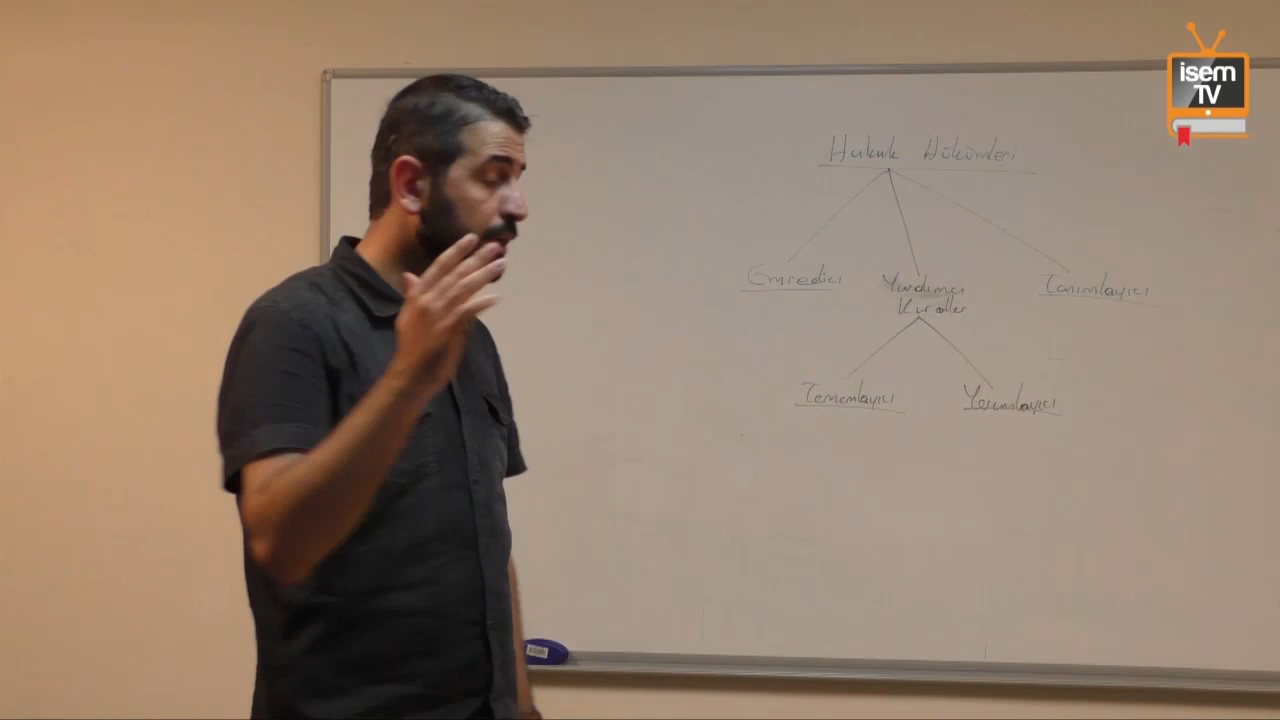 isem
TV
Hukuk Hükümleri
Emredici
Yardımcı
Kurallar
Tanımlayıcı
Tamamlayıcı
Yorumlayıcı